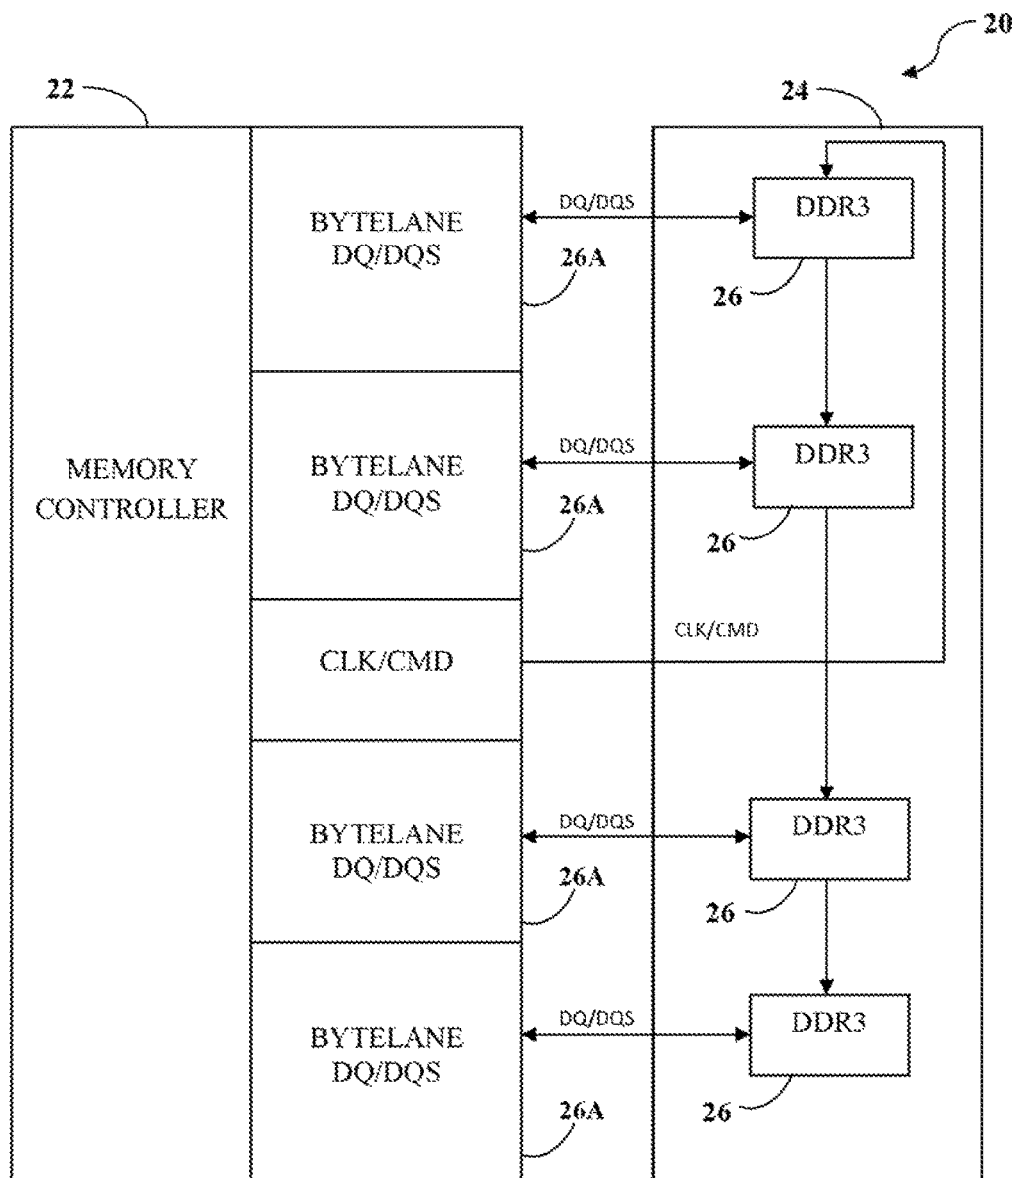 20
22
24
BYTELANE
DQ/DQS
DQ/DQS
DDR3
26A
26
MEMORY
CONTROLLER
BYTELANE
DQ/DQS
DQ/DQS
DDR3
26A
26
CLK/CMD
CLK/CMD
BYTELANE
DQ/DQS
DQ/DQS
DDR3
26A
26
BYTELANE
DQ/DQS
DQ/DQS
DDR3
26A
26